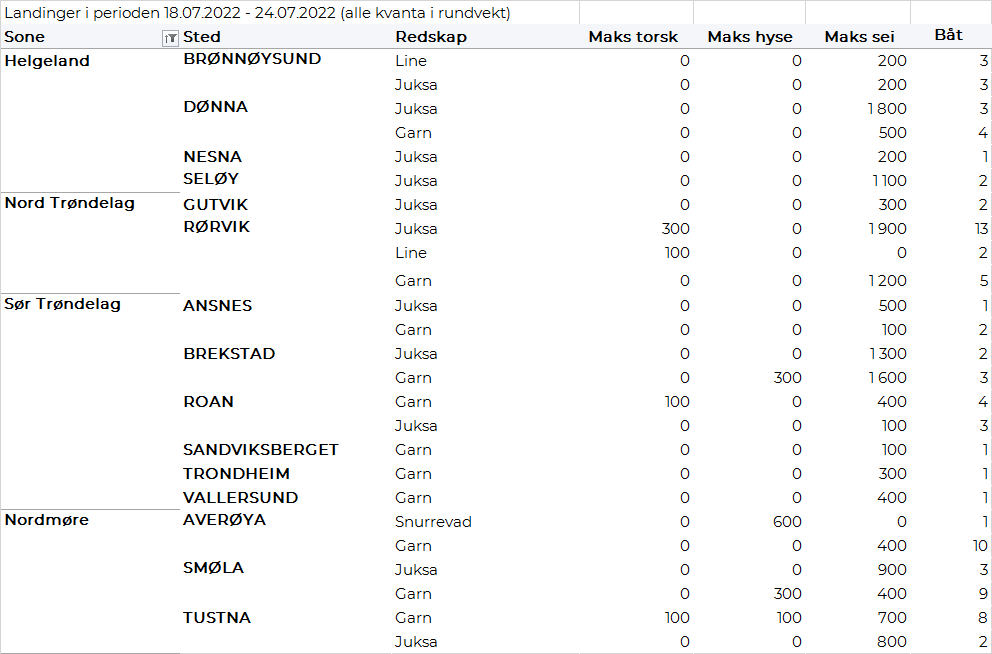 Landinger i perioden 18.07.2022 - 24.07.2022 (alle kvanta i rundvekt)
Sone Sted Redskap Maks torsk Maks hyse Maks sei Båt
Helgeland BRØNNØYSUND Line 0 0 200 3
Juksa 0 0 200 3
DØNNA Juksa 0 0 1 800 3
Garn 0 0 500 4
NESNA Juksa 0 0 200 1
SELØY Juksa 0 0 1 100 2
Nord Trøndelag GUTVIK Juksa 0 0 300 2
RØRVIK Juksa 300 0 1 900 13
Line 100 0 0 2
Garn 0 0 1 200 5
Sør Trøndelag ANSNES Juksa 0 0 500 1
Garn 0 0 100 2
BREKSTAD Juksa 0 0 1 300 2
Garn 0 300 1 600 3
ROAN Garn 100 0 400 4
Juksa 0 0 100 3
SANDVIKSBERGET Garn 0 0 100 1
TRONDHEIM Garn 0 0 300 1
VALLERSUND Garn 0 0 400 1
Nordmøre AVERØYA Snurrevad 0 600 0 1
Garn 0 0 400 10
SMØLA Juksa 0 0 900 3
Garn 0 300 400 9
TUSTNA Garn 100 100 700 8
Juksa 0 0 800 2